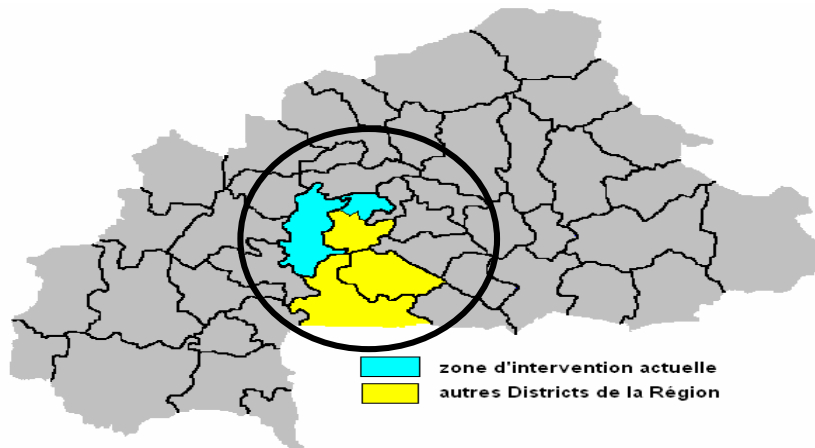 zone d'intervention actuelle
autres Districts de la Région